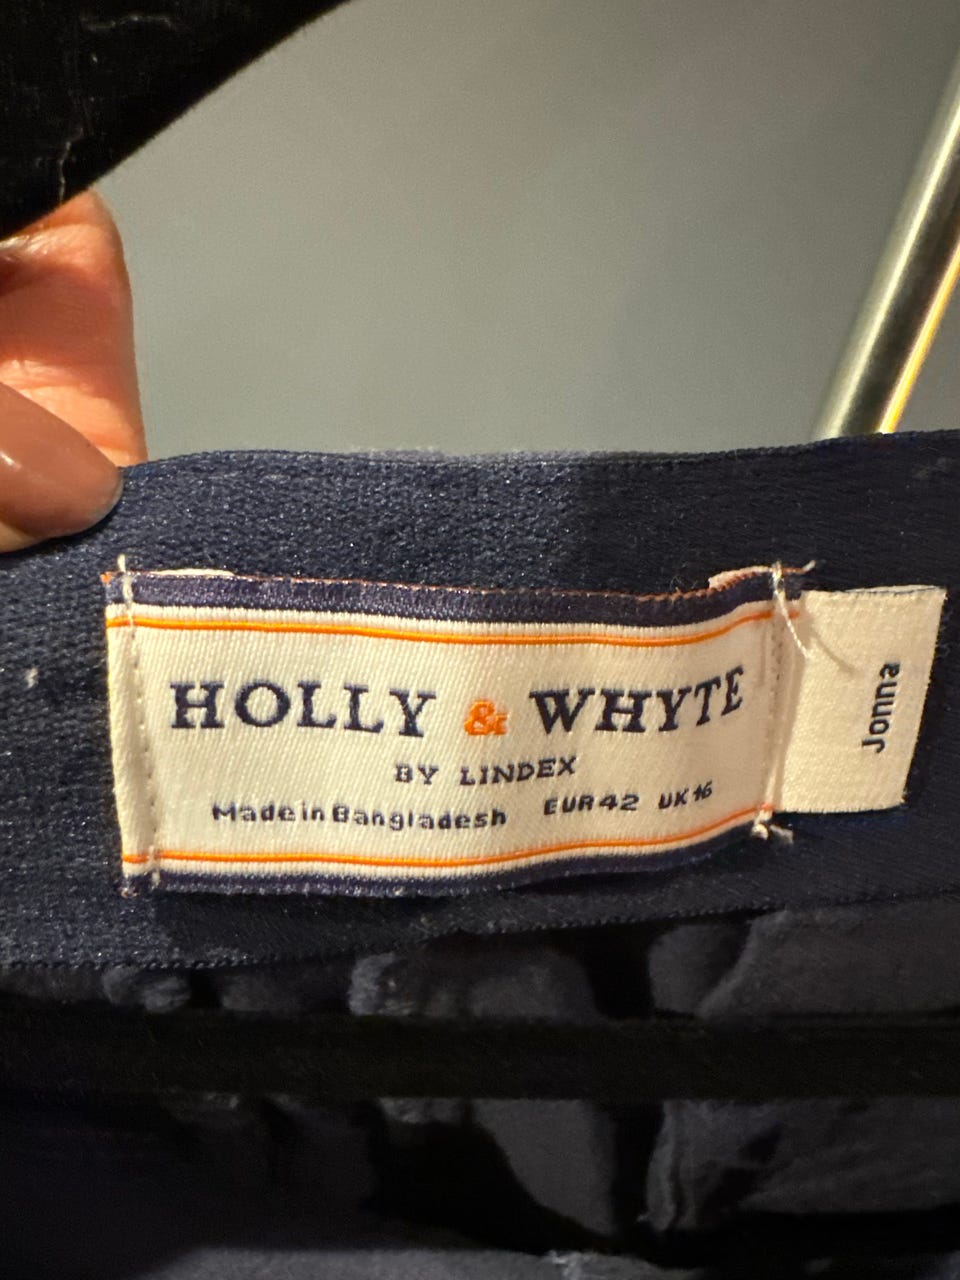 HOLLY & WHYTE
BY LINDEX
Made in Bangladesh EUR 42 UK 16
Jonna